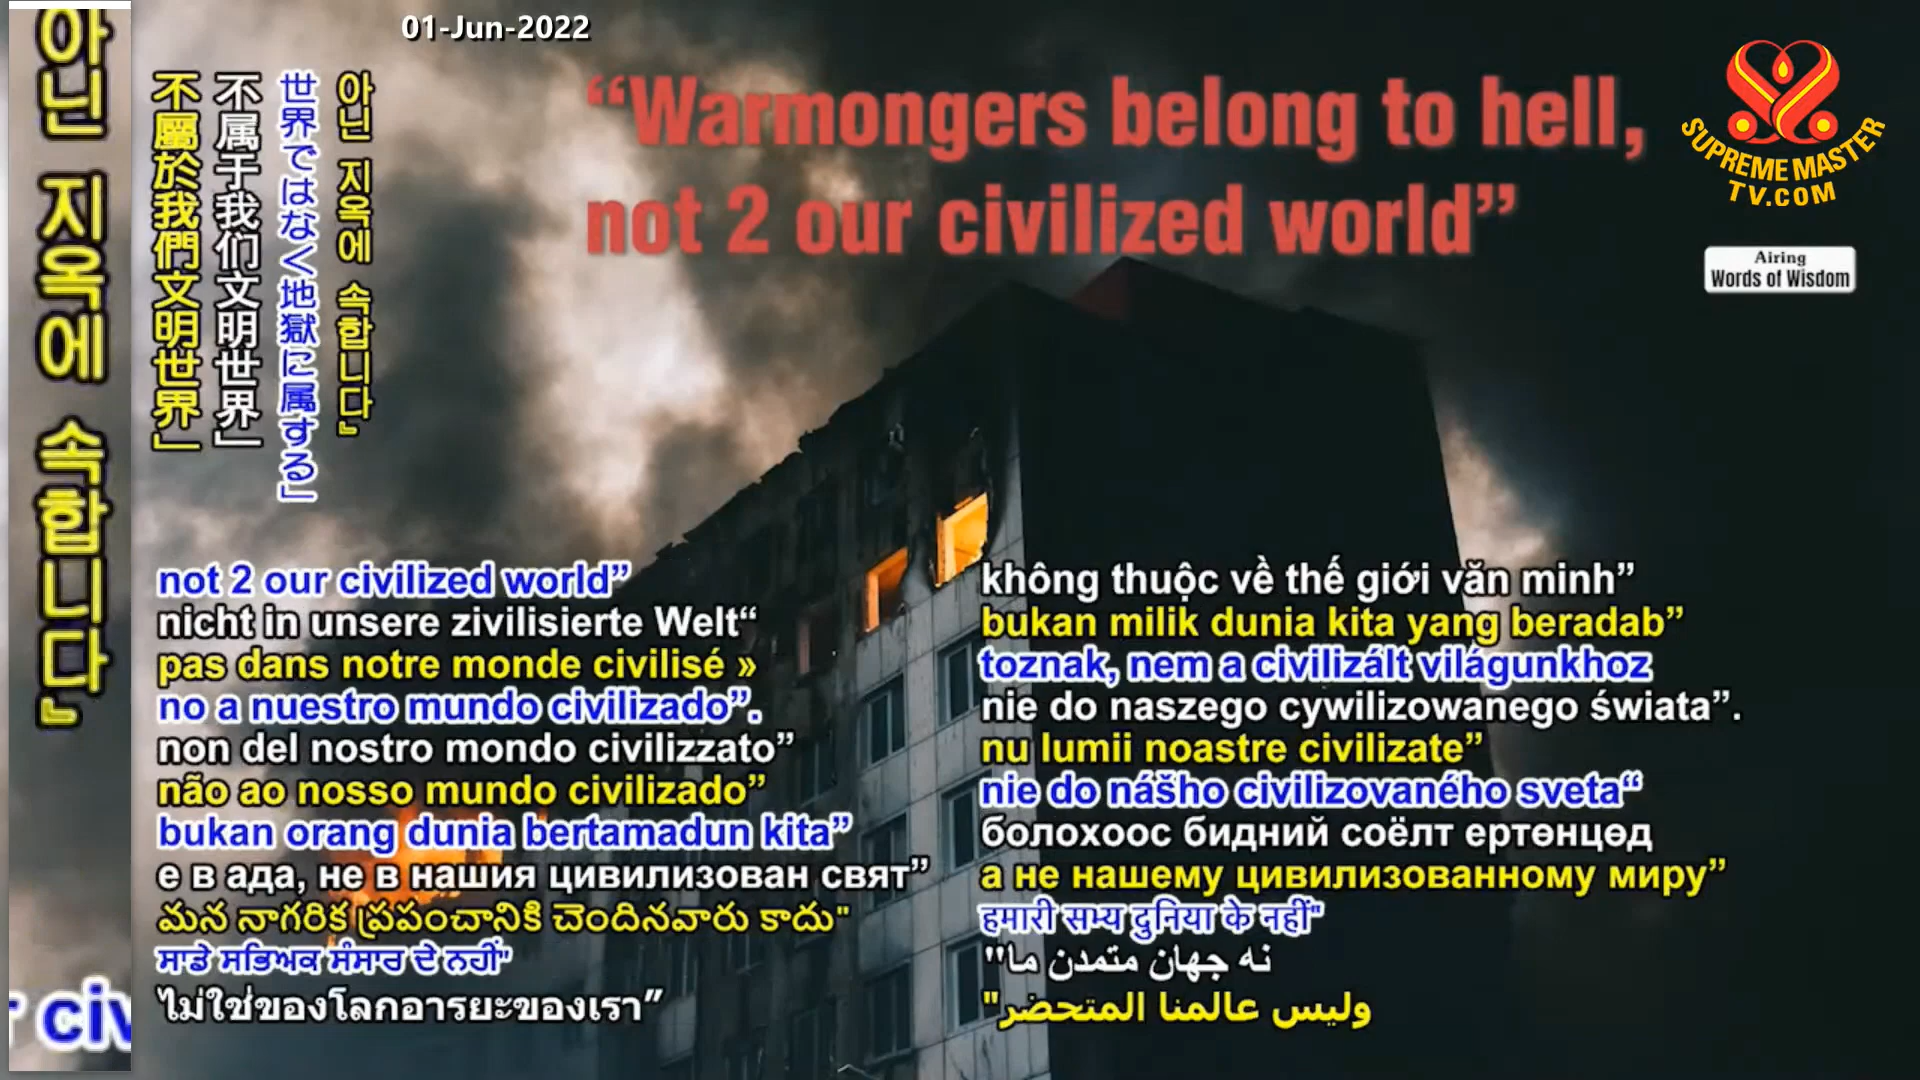 01-Jun-2022
“Warmongers belong to hell,
not 2 our civilized world”
SUPREME MASTER
TV.COM
Airing
Words of Wisdom
아닌 지옥에 속합니다』
不屬於我們文明世界」
不属于我们文明世界」
世界ではなく地獄に属する」
아닌 지옥에 속합니다』
not 2 our civilized world”
nicht in unsere zivilisierte Welt“
pas dans notre monde civilisé »
no a nuestro mundo civilizado”.
non del nostro mondo civilizzato”
não ao nosso mundo civilizado”
bukan orang dunia bertamadun kita”
е в ада, не в нашия цивилизован свят”
మన నాగరిక ప్రపంచానికి చెందినవారు కాదు"
ਸਾਡੇ ਸਭਿਅਕ ਸੰਸਾਰ ਦੇ ਨਹੀਂ"
ไม่ใช่ของโลกอารยะของเรา”
không thuộc về thế giới văn minh”
bukan milik dunia kita yang beradab”
toznak, nem a civilizált világunkhoz
nie do naszego cywilizowanego świata”.
nu lumii noastre civilizate”
nie do nášho civilizovaného sveta“
болохоос бидний соёлт ертөнцөд
а не нашему цивилизованному миру”
हमारी सभ्य दुनिया के नहीं"
نه جهان متمدن ما"
وليس عالمنا المتحضر"
r civ